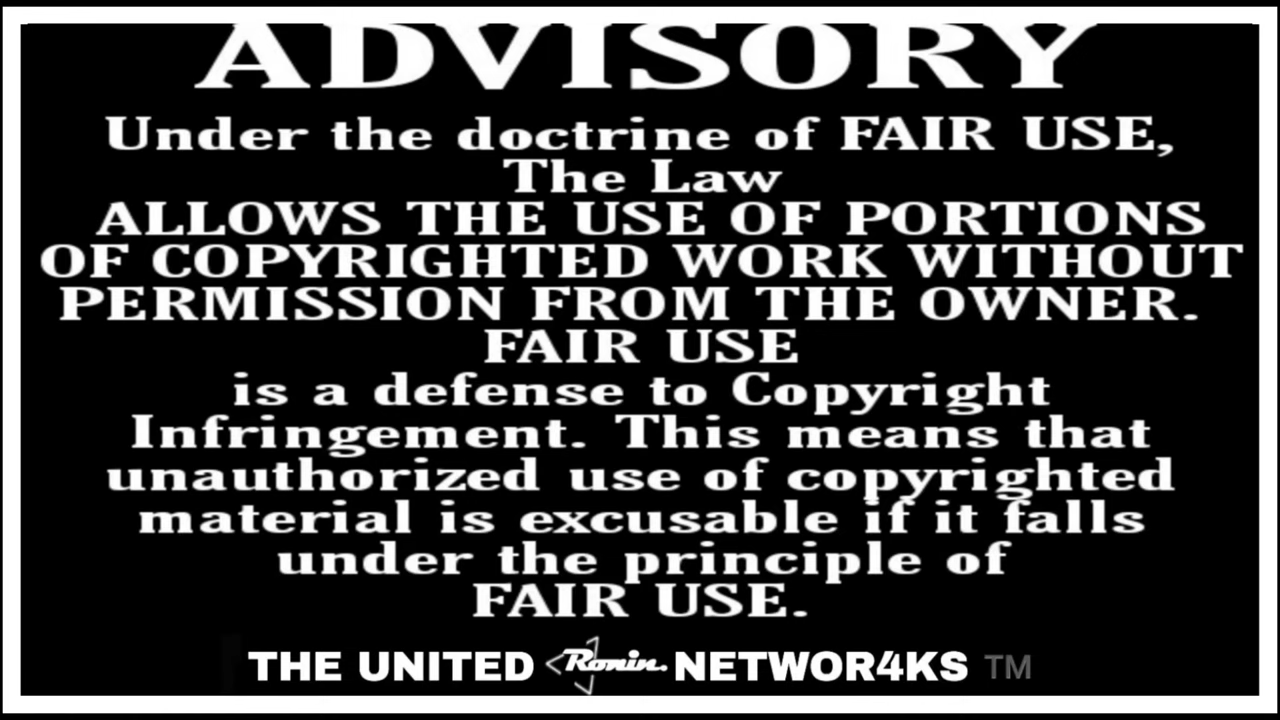 ADVISORY
Under the doctrine of FAIR USE,
The Law
ALLOWS THE USE OF PORTIONS
OF COPYRIGHTED WORK WITHOUT
PERMISSION FROM THE OWNER.
FAIR USE
is a defense to Copyright
Infringement. This means that
unauthorized use of copyrighted
material is excusable if it falls
under the principle of
FAIR USE.
THE UNITED Ronin. NETWOR4KS TM